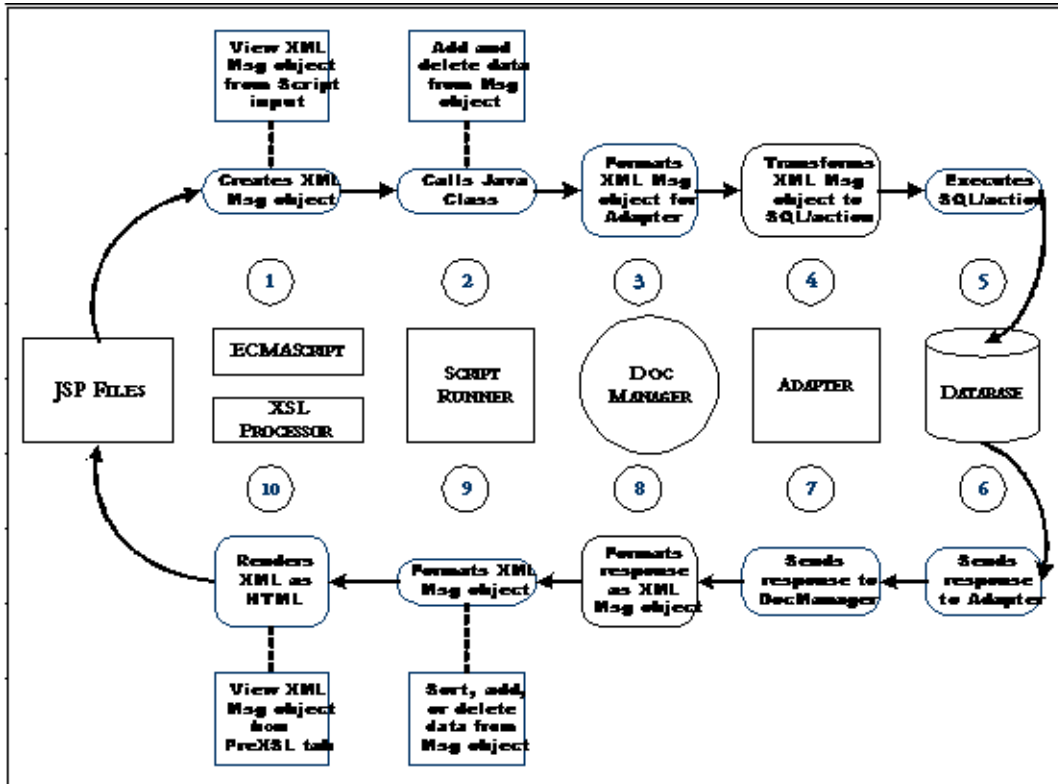 View XML
Msg object
from Script
input
Add and
delete data
from Msg
object
Creates XML
Msg object
Calls Java
Class
Formats
XML Msg
object for
Adapter
Transforms
XML Msg
object to
SQL/action
Executes
SQL/action
1
2
3
4
5
JSP FILES
ECMASCRIPT
XSL
PROCESSOR
SCRIPT
RUNNER
DOC
MANAGER
ADAPTER
DATABASE
10
9
8
7
6
Renders
XML as
HTML
Formats XML
Msg object
Formats
response
as XML
Msg object
Sends
response to
DocManager
Sends
response
to Adapter
View XML
Msg object
from
PreXSL tab
Sort, add,
or delete
data from
Msg object